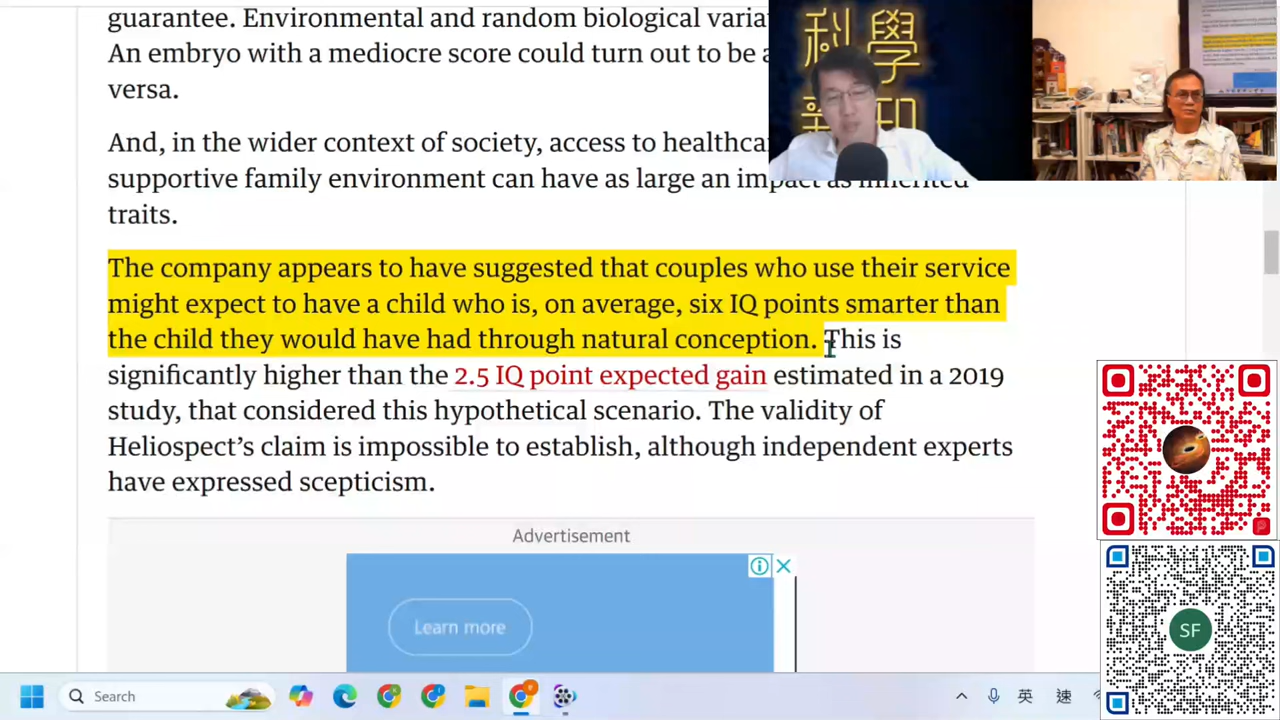 guarantee. Environmental and random biological
An embryo with a mediocre score could turn out to be
versa.
科學
新知
And, in the wider context of society, access to
supportive family environment can have as large an impact as inherited
traits.
The company appears to have suggested that couples who use their service
might expect to have a child who is, on average, six IQ points smarter than
the child they would have had through natural conception. This is
significantly higher than the 2.5 IQ point expected gain estimated in a 2019
study, that considered this hypothetical scenario. The validity of
Heliospect’s claim is impossible to establish, although independent experts
have expressed scepticism.
Advertisement
Learn more
SF
Search
英
速